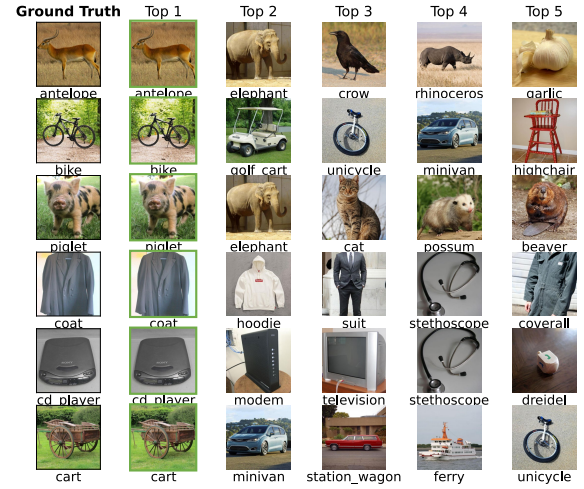 Ground Truth Top 1 Top 2 Top 3 Top 4 Top 5
antelope antelope elephant crow rhinoceros garlic
bike bike golf_cart unicycle minivan highchair
piglet piglet elephant cat possum beaver
coat coat hoodie suit stethoscope coverall
cd_player cd_player modem television stethoscope dreidel
cart cart minivan station_wagon ferry unicycle